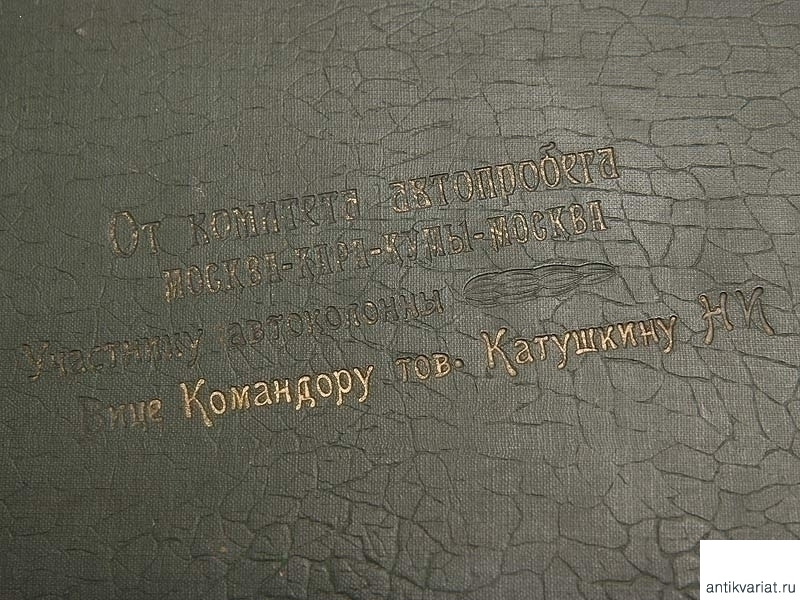 От комитета автопробега
МОСКВА-КАРА-КУМЫ-МОСКВА
Участнику автоколонны
Вице Командору тов. Катушкину Н И
antikvariat.ru